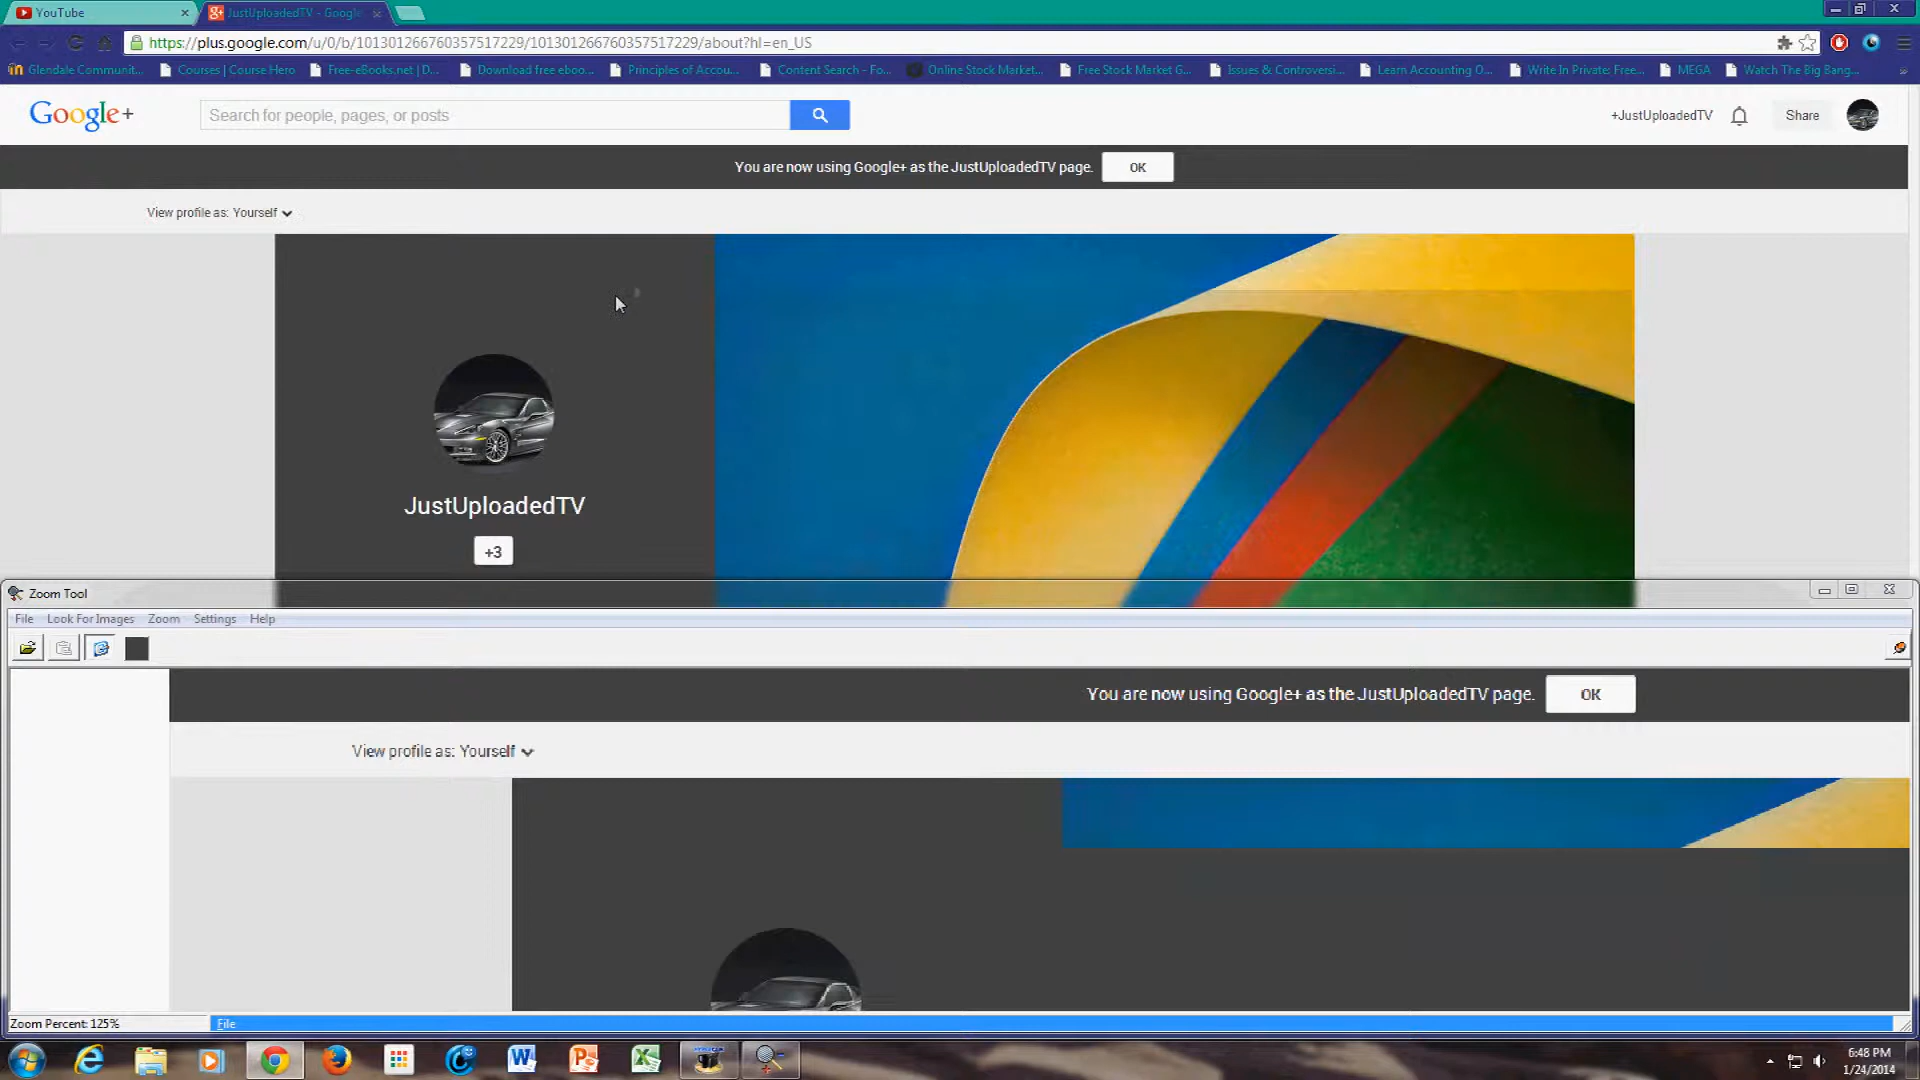 YouTube
JustUploadedTV - Google
https://plus.google.com/u/0/b/101301266760357517229/101301266760357517229/about?hl=en_US
Glendale Communit...
Courses | Course Hero
Free-eBooks.net | D...
Download free eboo...
Principles of Accou...
Content Search - Fo...
Online Stock Market...
Free Stock Market G...
Issues & Controversi...
Learn Accounting O...
Write In Private: Free...
MEGA
Watch The Big Bang...
Google+
Search for people, pages, or posts
+JustUploadedTV
Share
You are now using Google+ as the JustUploadedTV page.
OK
View profile as: Yourself
JustUploadedTV
+3
Zoom Tool
File Look For Images Zoom Settings Help
You are now using Google+ as the JustUploadedTV page.
OK
View profile as: Yourself
Zoom Percent: 125%
File
6:48 PM
1/24/2014